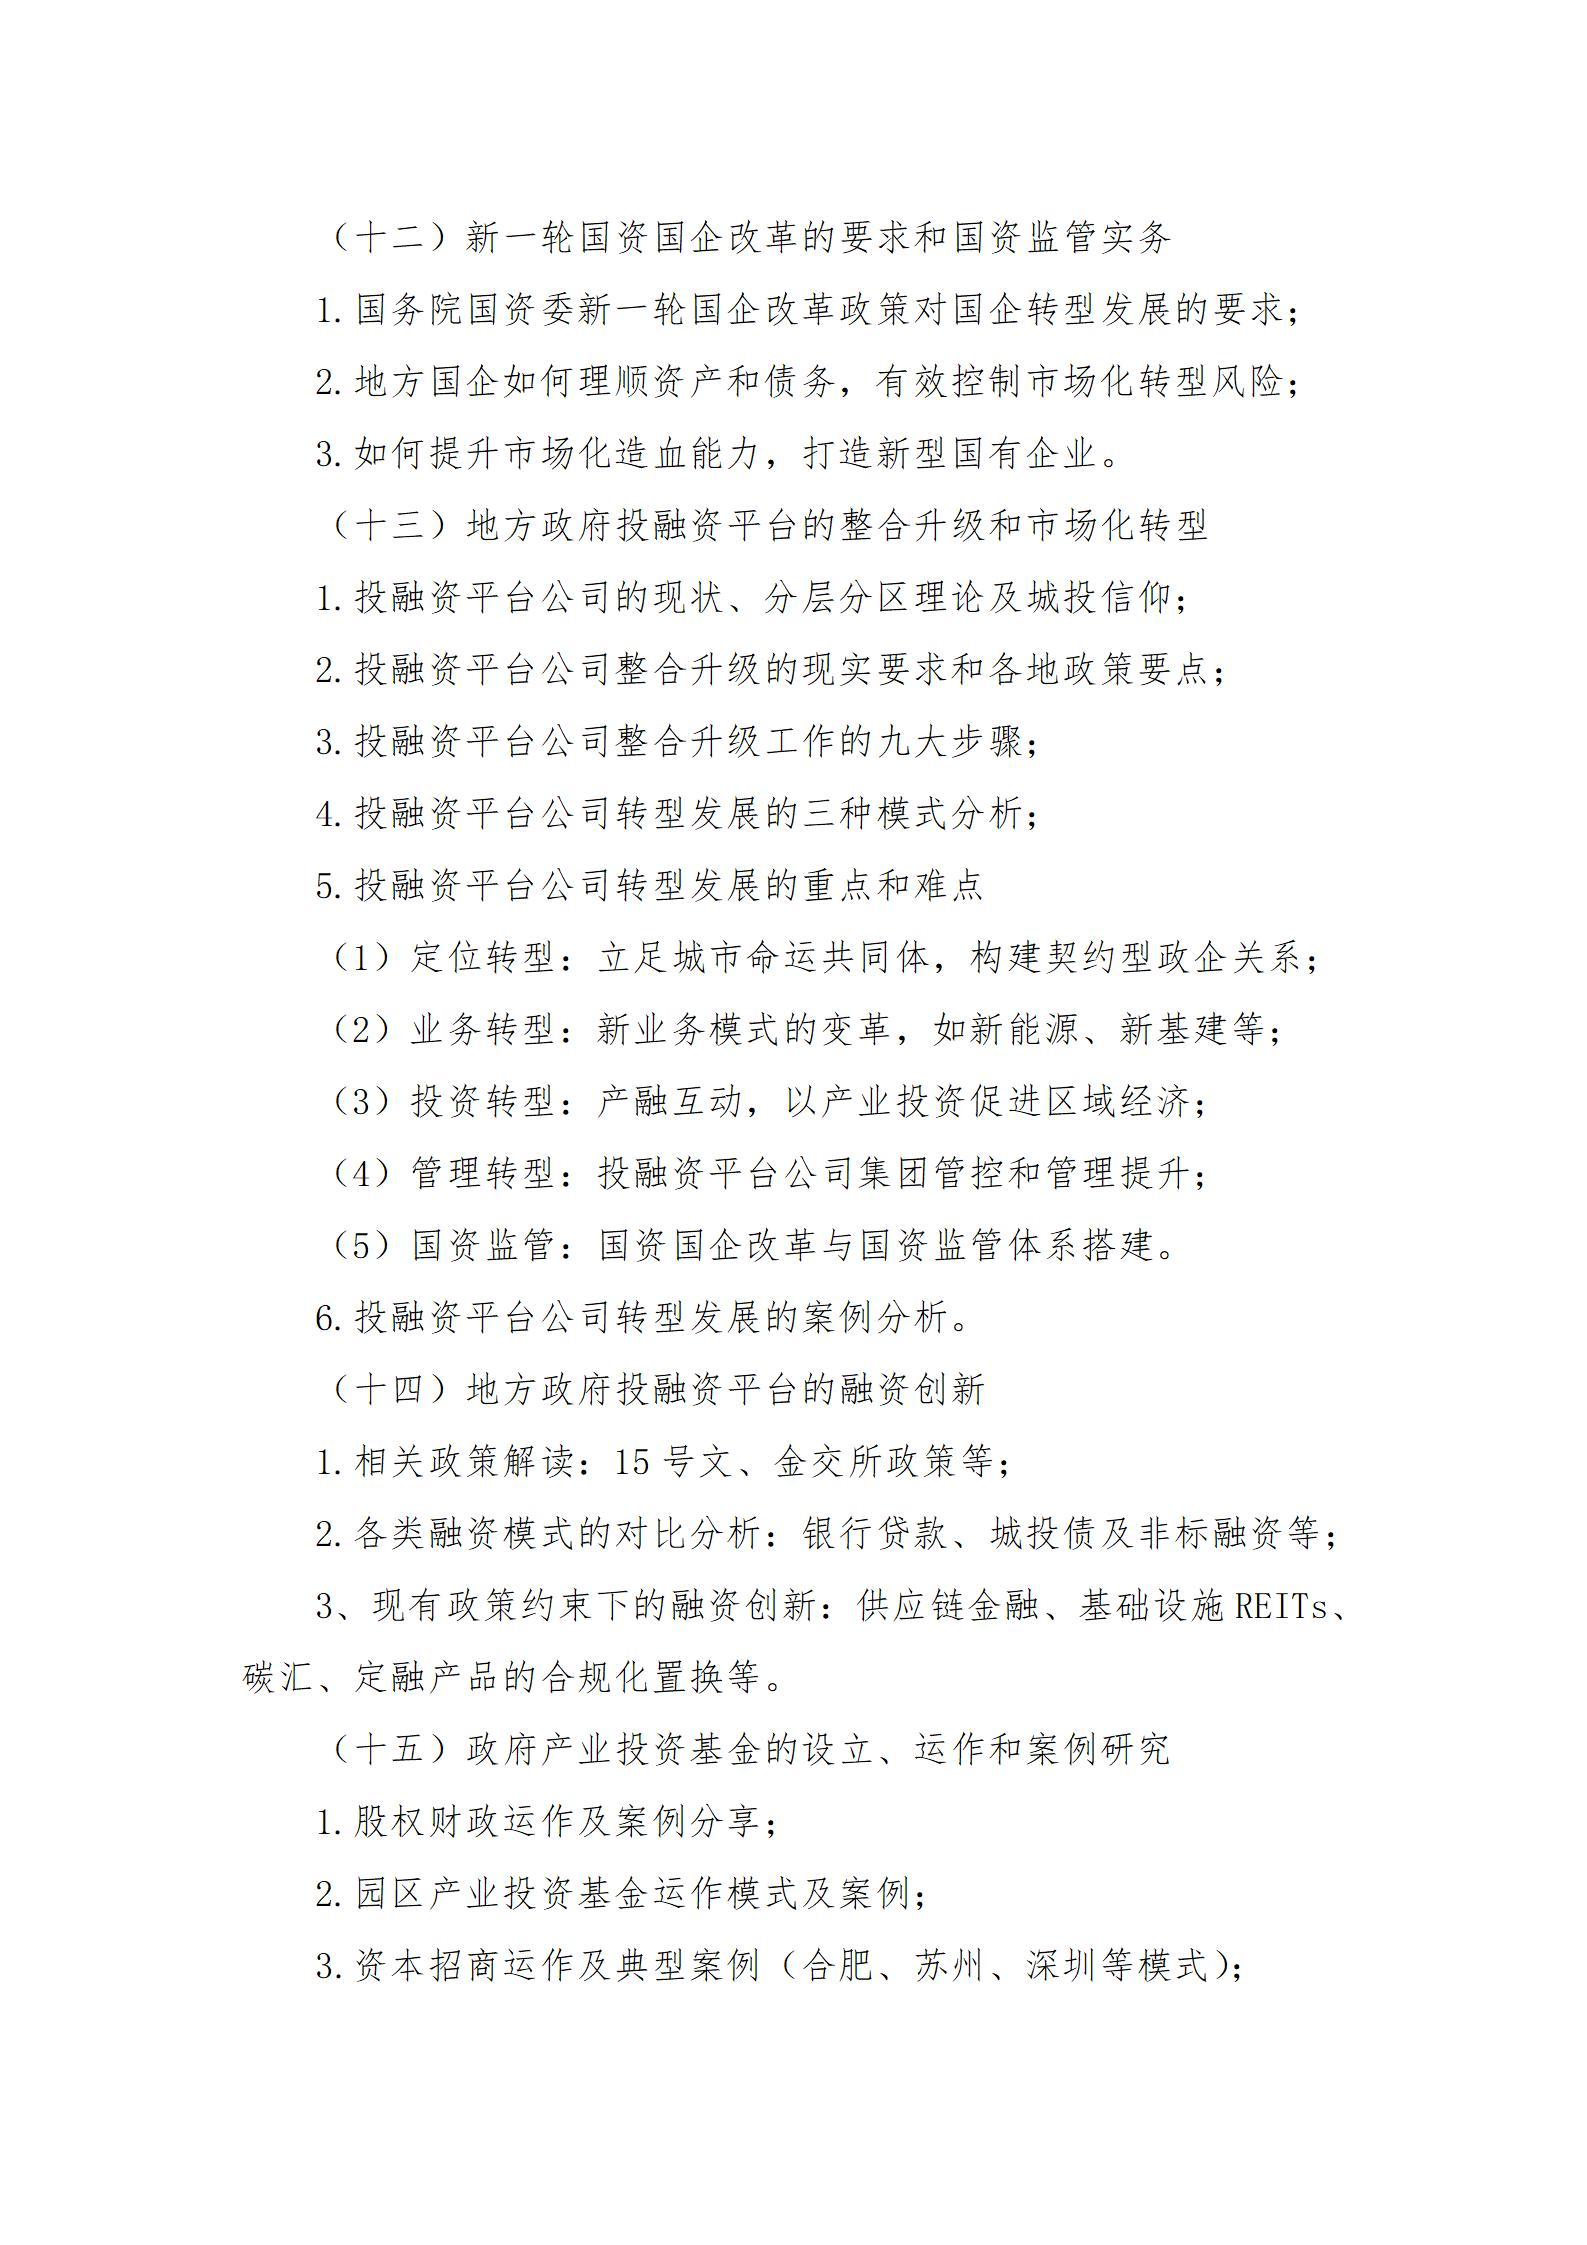 （十二）新一轮国资国企改革的要求和国资监管实务
1.国务院国资委新一轮国企改革政策对国企转型发展的要求；
2.地方国企如何理顺资产和债务，有效控制市场化转型风险；
3.如何提升市场化造血能力，打造新型国有企业。
（十三）地方政府投融资平台的整合升级和市场化转型
1.投融资平台公司的现状、分层分区理论及城投信仰；
2.投融资平台公司整合升级的现实要求和各地政策要点；
3.投融资平台公司整合升级工作的九大步骤；
4.投融资平台公司转型发展的三种模式分析；
5.投融资平台公司转型发展的重点和难点
（1）定位转型：立足城市命运共同体，构建契约型政企关系；
（2）业务转型：新业务模式的变革，如新能源、新基建等；
（3）投资转型：产融互动，以产业投资促进区域经济；
（4）管理转型：投融资平台公司集团管控和管理提升；
（5）国资监管：国资国企改革与国资监管体系搭建。
6.投融资平台公司转型发展的案例分析。
（十四）地方政府投融资平台的融资创新
1.相关政策解读：15号文、金交所政策等；
2.各类融资模式的对比分析：银行贷款、城投债及非标融资等；
3、现有政策约束下的融资创新：供应链金融、基础设施REITs、
碳汇、定融产品的合规化置换等。
（十五）政府产业投资基金的设立、运作和案例研究
1.股权财政运作及案例分享；
2.园区产业投资基金运作模式及案例；
3.资本招商运作及典型案例（合肥、苏州、深圳等模式）；